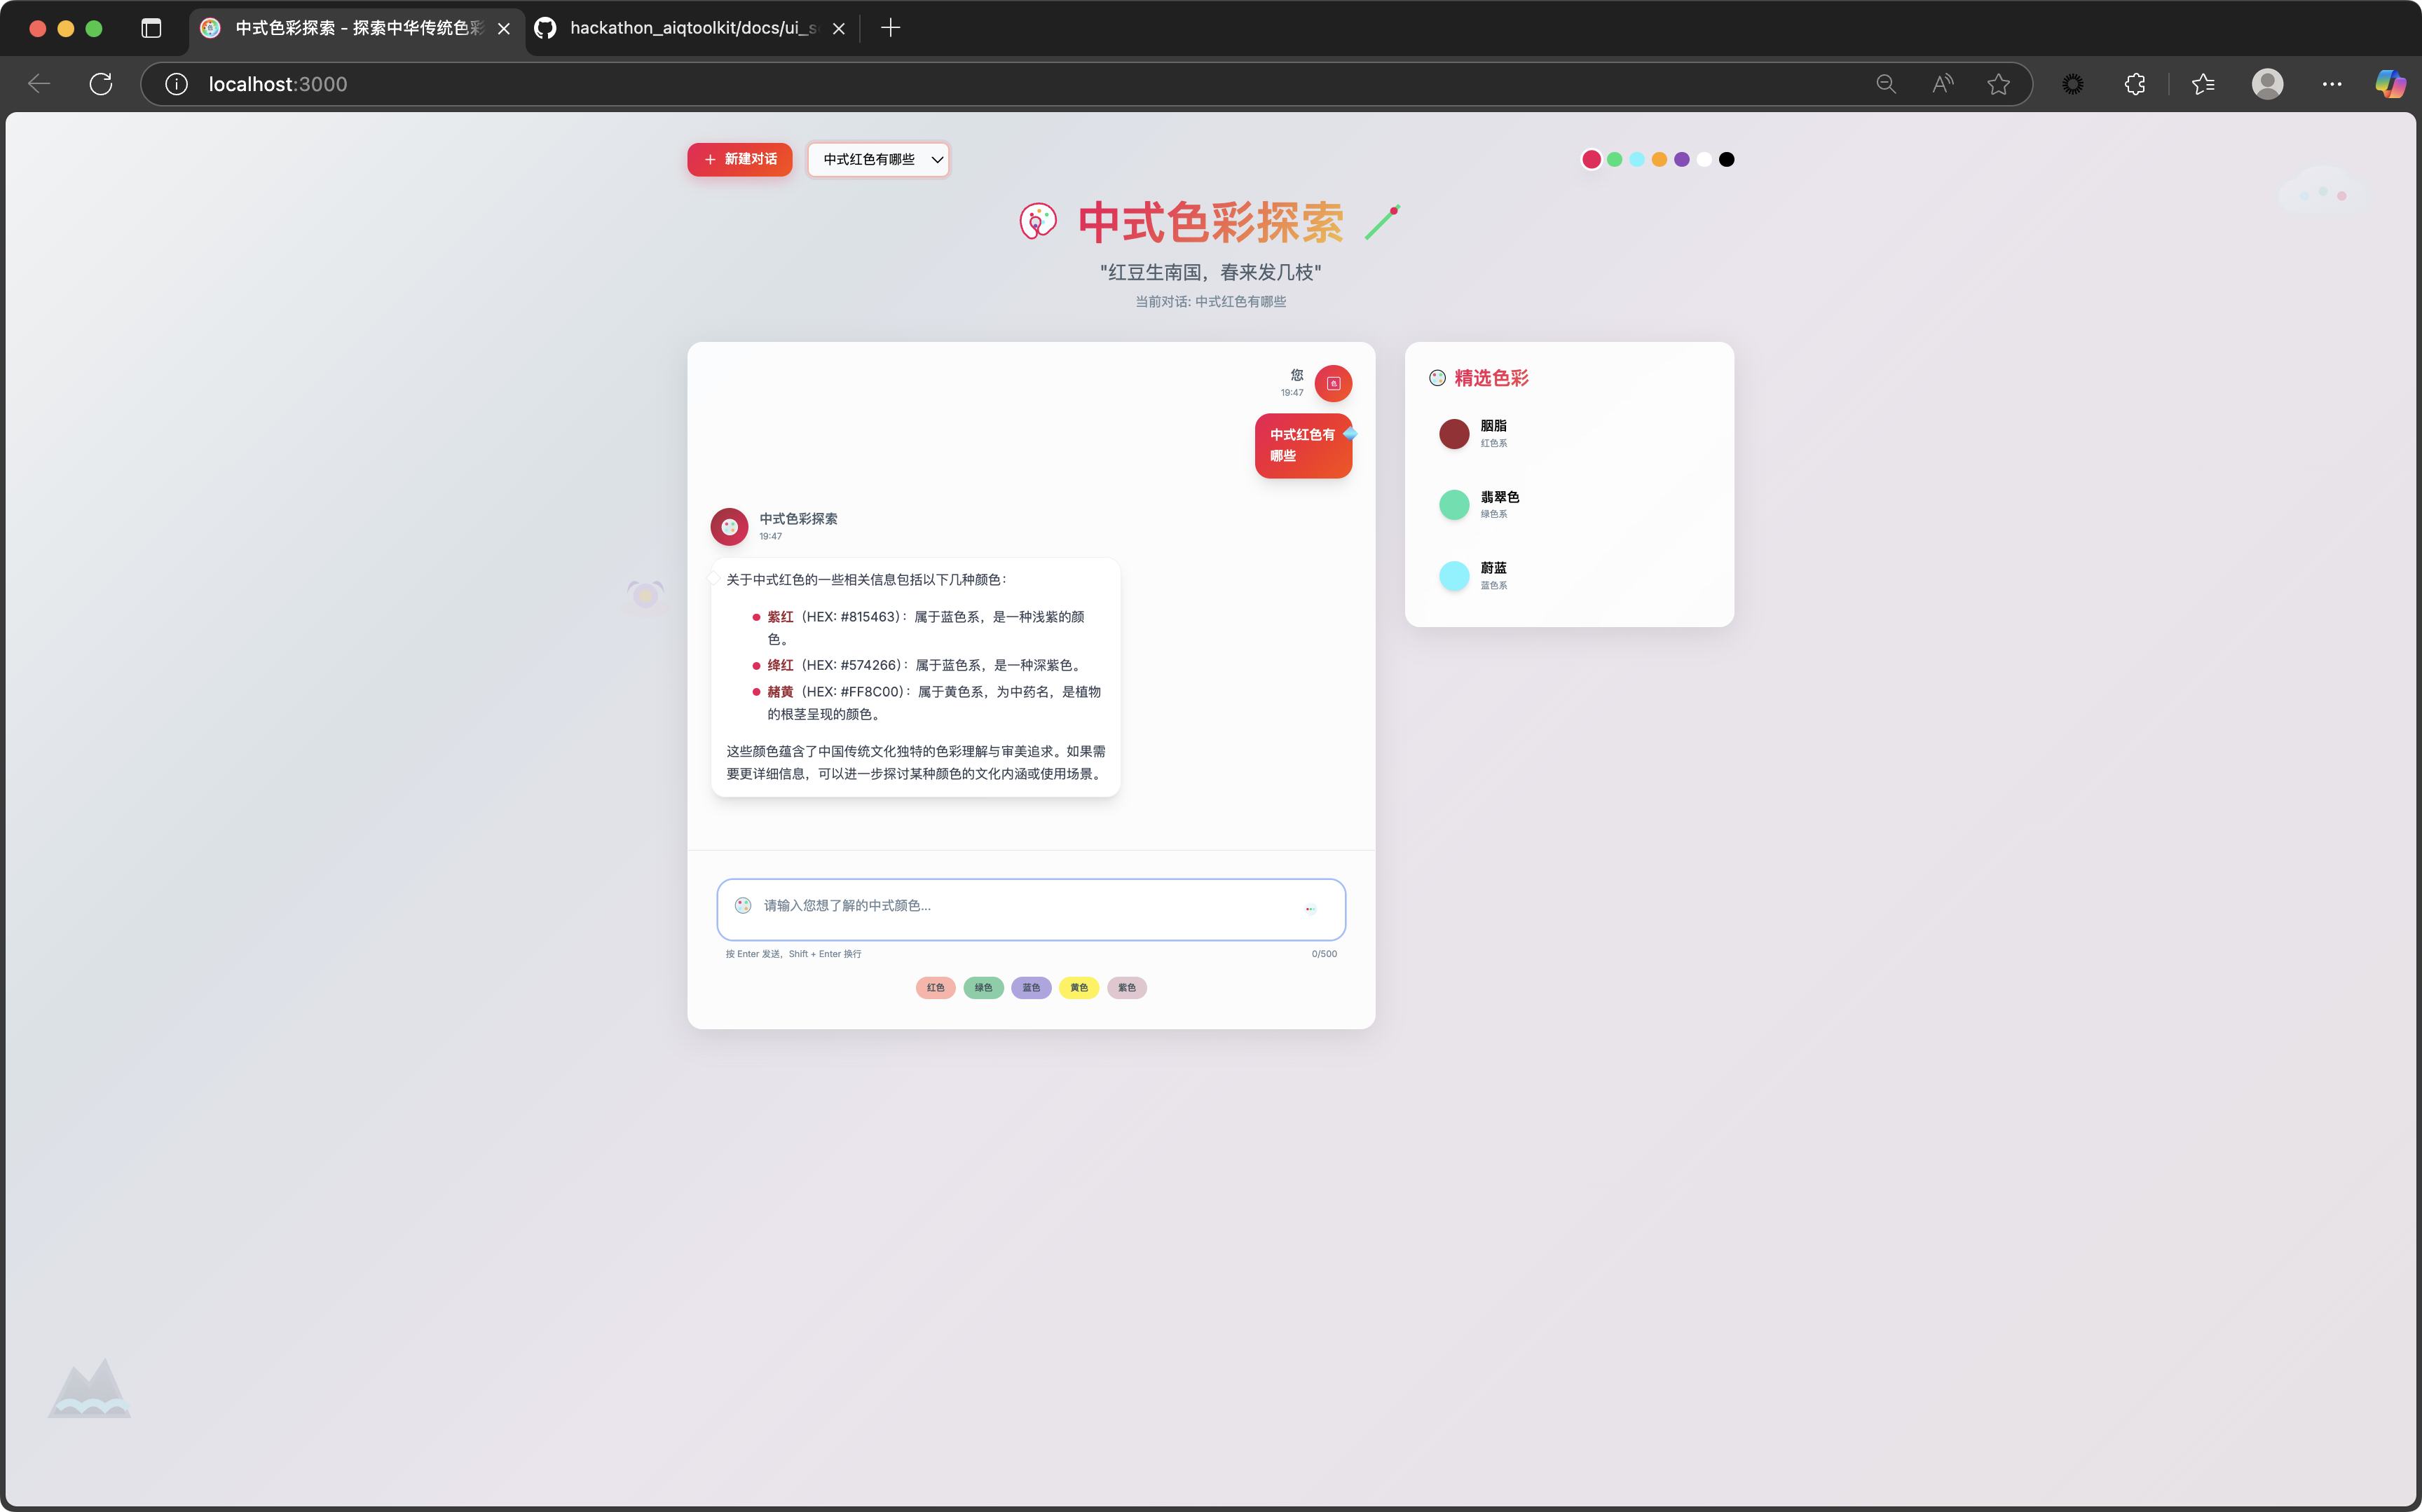 中式色彩探索 - 探索中华传统色彩
hackathon_aiqtoolkit/docs/ui_s
localhost:3000
新建对话
中式红色有哪些
中式色彩探索
"红豆生南国，春来发几枝"
当前对话: 中式红色有哪些
您
19:47
色
中式红色有
哪些
中式色彩探索
19:47
关于中式红色的一些相关信息包括以下几种颜色：
紫红（HEX: #815463）：属于蓝色系，是一种浅紫的颜
色。
绛红（HEX: #574266）：属于蓝色系，是一种深紫色。
赭黄（HEX: #FF8C00）：属于黄色系，为中药名，是植物
的根茎呈现的颜色。
这些颜色蕴含了中国传统文化独特的色彩理解与审美追求。如果需
要更详细信息，可以进一步探讨某种颜色的文化内涵或使用场景。
请输入您想了解的中式颜色...
按 Enter 发送，Shift + Enter 换行
0/500
红色
绿色
蓝色
黄色
紫色
精选色彩
胭脂
红色系
翡翠色
绿色系
蔚蓝
蓝色系